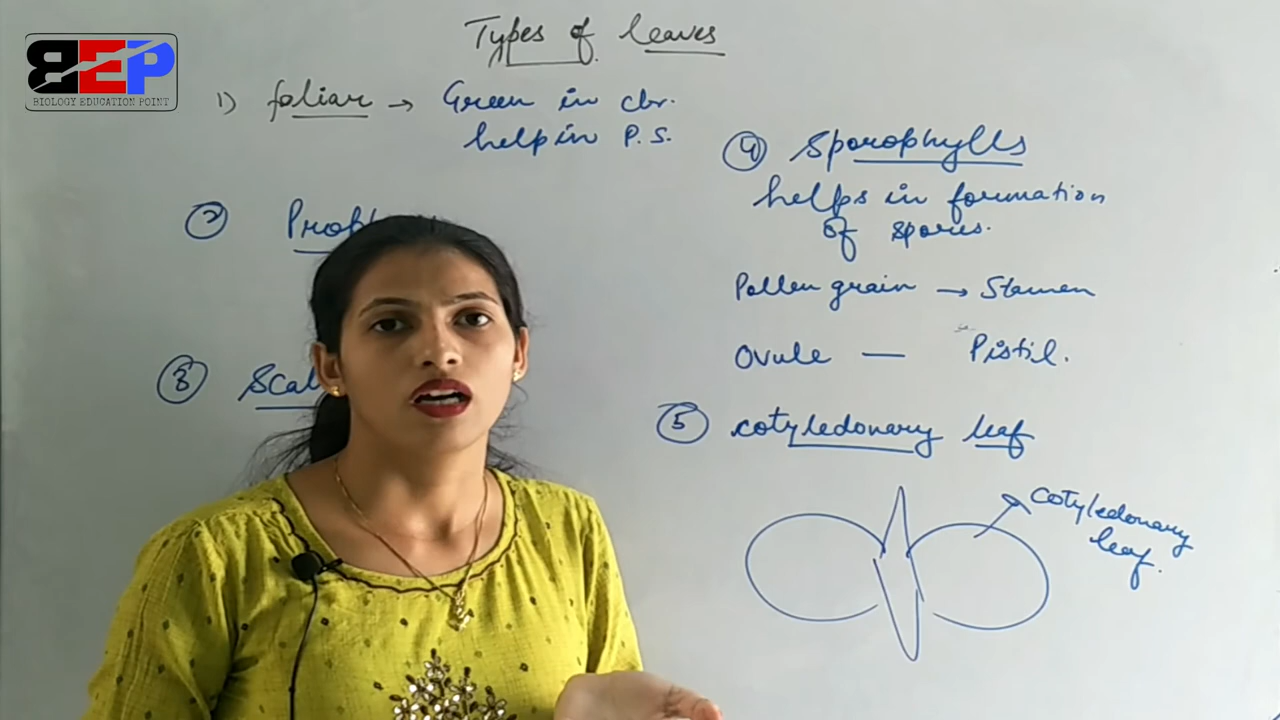 BEP
BIOLOGY EDUCATION POINT
Types of leaves
1) foliar → Green in clr.
help in P.S.
②
③
④ Sporophylls
helps in formation
of spores.
Pollen grain → Stamen
Ovule — Pistil.
⑤ cotyledonary leaf
cotyledonary
leaf.